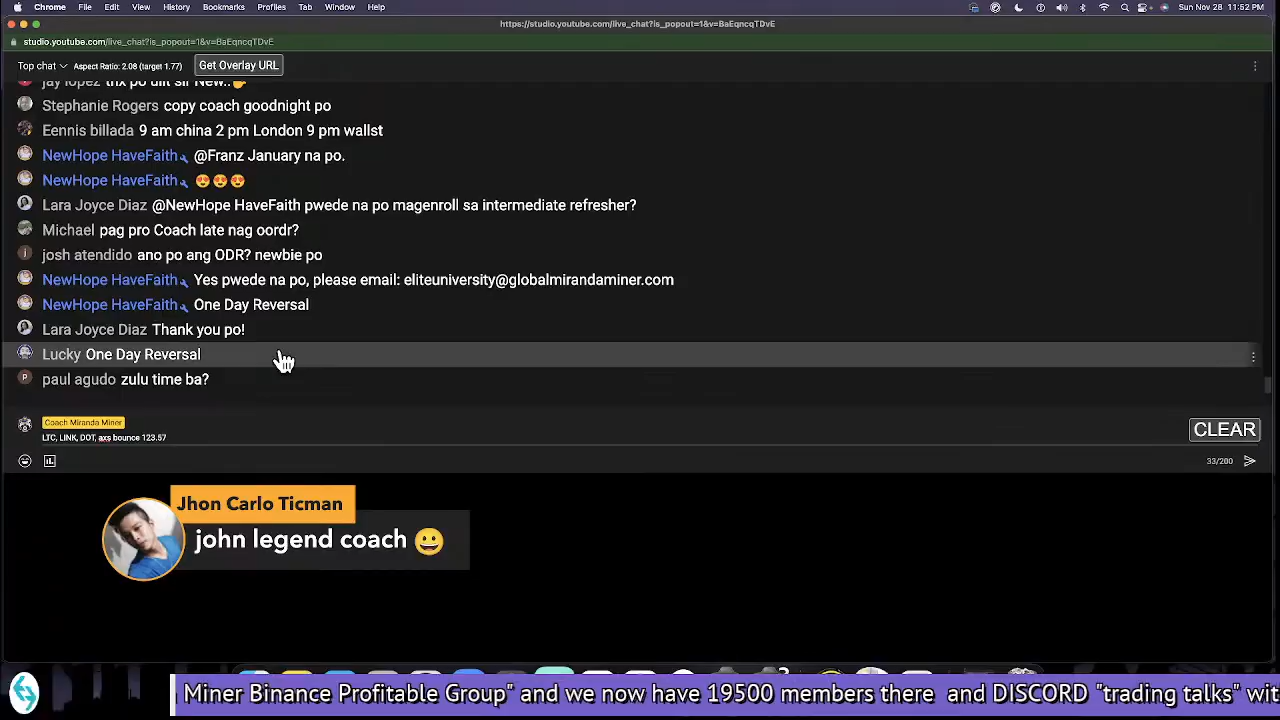 Chrome File Edit View History Bookmarks Profiles Tab Window Help Sun Nov 28 11:52 PM
https://studio.youtube.com/live_chat?is_popout=1&v=BaEqncqTDvE
studio.youtube.com/live_chat?is_popout=1&v=BaEqncqTDvE
Top chat Aspect Ratio: 2.08 (target 1.77) Get Overlay URL
jay lopez thx po ulit sir New..👉
Stephanie Rogers copy coach goodnight po
Eennis billada 9 am china 2 pm London 9 pm wallst
NewHope HaveFaith @Franz January na po.
NewHope HaveFaith 😍😍😍
Lara Joyce Diaz @NewHope HaveFaith pwede na po magenroll sa intermediate refresher?
Michael pag pro Coach late nag oordr?
josh atendido ano po ang ODR? newbie po
NewHope HaveFaith Yes pwede na po, please email: eliteuniversity@globalmirandaminer.com
NewHope HaveFaith One Day Reversal
Lara Joyce Diaz Thank you po!
Lucky One Day Reversal
paul agudo zulu time ba?
Coach Miranda Miner
LTC, LINK, DOT, axs bounce 123.57
CLEAR
33/200
Jhon Carlo Ticman
john legend coach 😀
Miner Binance Profitable Group" and we now have 19500 members there and DISCORD "trading talks" wit